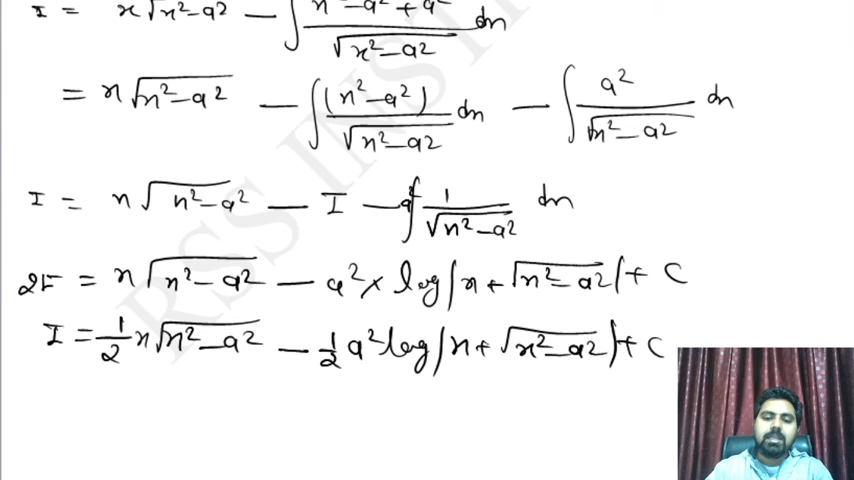 I = x√x²-a² - ∫ x²-a²+a² / √x²-a² dx
= x√x²-a² - ∫ (x²-a²) / √x²-a² dx - ∫ a² / √x²-a² dx
I = x√x²-a² - I - a²∫ 1 / √x²-a² dx
2I = x√x²-a² - a² × log|x+√x²-a²| + C
I = 1/2 x√x²-a² - 1/2 a² log|x+√x²-a²| + C
RSS INSTI